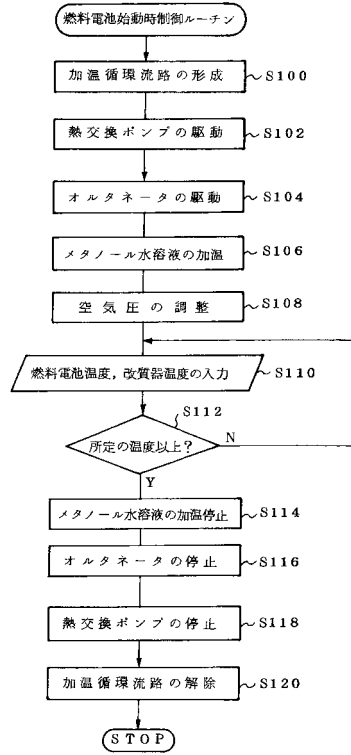 燃料電池始動時制御ルーチン
加温循環流路の形成
S100
熱交換ポンプの駆動
S102
オルタネータの駆動
S104
メタノール水溶液の加温
S106
空気圧の調整
S108
燃料電池温度,改質器温度の入力
S110
S112
所定の温度以上?
N
Y
メタノール水溶液の加温停止
S114
オルタネータの停止
S116
熱交換ポンプの停止
S118
加温循環流路の解除
S120
STOP